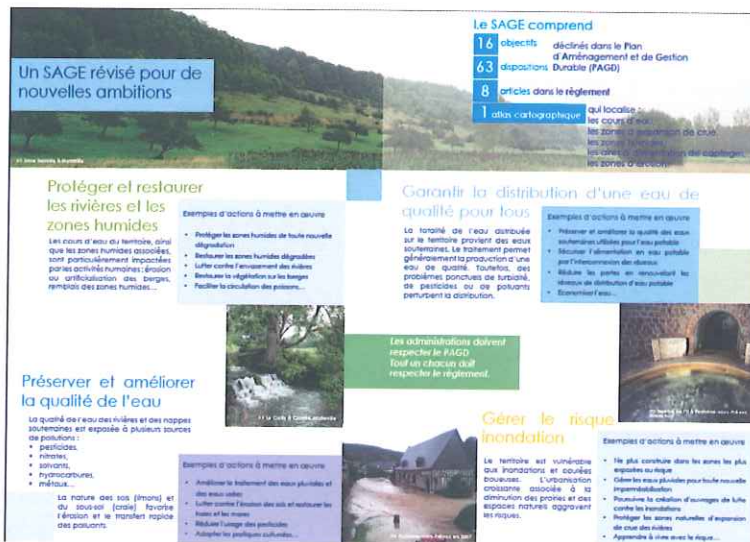 Un SAGE révisé pour de
nouvelles ambitions
Le SAGE comprend
16 objectifs déclinés dans le Plan
d'Aménagement et de Gestion
63 dispositions Durable (PAGD)
8 articles dans le règlement
1 atlas cartographique qui localise :
les cours d'eau
les zones d'expansion de crue,
les zones
les aires d'alimentation de captages,
les zones d'érosion.
Protéger et restaurer
les rivières et les
zones humides
Les cours d'eau du territoire, ainsi
que les zones humides associées,
sont particulièrement impactées
par les activités humaines : érosion
ou artificialisation des berges,
remblais des zones humides...
Exemples d'actions à mettre en œuvre
• Protéger les zones humides de toute nouvelle
dégradation
• Restaurer les zones humides dégradées
• Lutter contre l'envasement des rivières
• Restaurer la végétation sur les berges
• Faciliter la circulation des poissons...
Garantir la distribution d'une eau de
qualité pour tous
La totalité de l'eau distribuée
sur le territoire provient des eaux
souterraines. Le traitement permet
généralement la production d'une
eau de qualité. Toutefois, des
problèmes ponctuels de turbidité,
de pesticides ou de polluants
perturbent la distribution.
Exemples d'actions à mettre en œuvre
• Préserver et améliorer la qualité des eaux
souterraines utilisées pour l'eau potable
• Sécuriser l'alimentation en eau potable
par l'interconnexion des réseaux
• Réduire les pertes en renouvelant les
réseaux de distribution d'eau potable
• Economiser l'eau...
Les administrations doivent
respecter le PAGD
Tout un chacun doit
respecter le règlement.
Préserver et améliorer
la qualité de l'eau
La qualité de l'eau des rivières et des nappes
souterraines est exposée à plusieurs sources
de pollutions :
• pesticides,
• nitrates,
• solvants,
• hydrocarbures,
• métaux...
La nature des sols (limons) et
du sous-sol (craie) favorise
l'érosion et le transfert rapide
des polluants.
Exemples d'actions à mettre en œuvre
• Améliorer le traitement des eaux pluviales et
des eaux usées
• Lutter contre l'érosion des sols et restaurer les
haies et les mares
• Réduire l'usage des pesticides
• Adapter les pratiques culturales...
Gérer le risque
inondation
Le territoire est vulnérable
aux inondations et coulées
boueuses. L'urbanisation
croissante associée à la
diminution des prairies et des
espaces naturels aggravent
les risques.
Exemples d'actions à mettre en œuvre
• Ne plus construire dans les zones les plus
exposées au risque
• Gérer les eaux pluviales pour toute nouvelle
imperméabilisation
• Poursuivre la création d'ouvrages de lutte
contre les inondations
• Protéger les zones naturelles d'expansion
de crue des rivières
• Apprendre à vivre avec le risque...